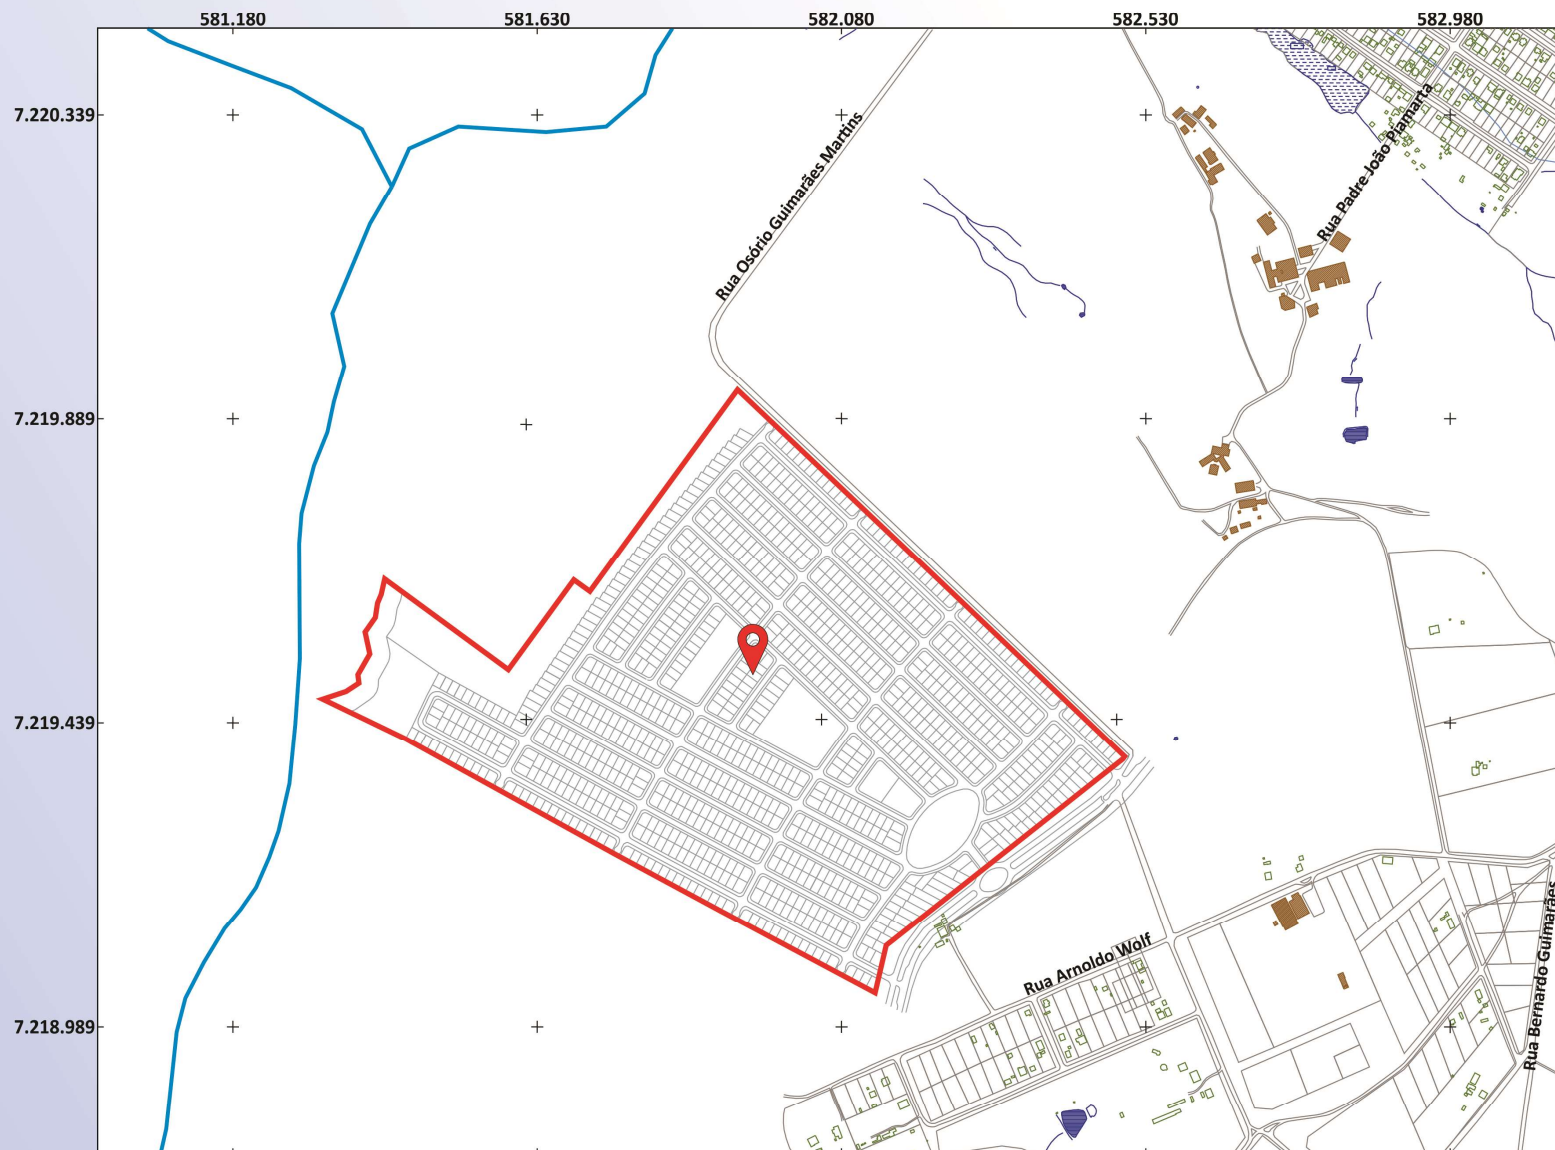 581.180
581.630
582.080
582.530
582.980
7.220.339
Rua Padre João Piamarta
Rua Osório Guimarães Martins
7.219.889
7.219.439
Rua Arnoldo Wolf
Rua Bernardo Guimarães
7.218.989